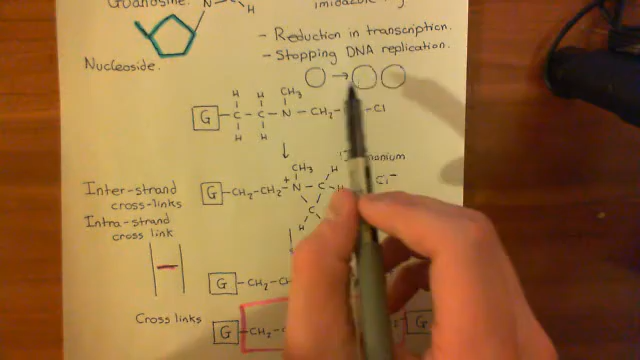 Guanosine.
N
H
imidazole
- Reduction in transcription.
- Stopping DNA replication.
Nucleoside.
H H CH₃
G - C - C - N - CH₂ - Cl
H H
CH₃ H
Inter-strand
cross-links
G - CH₂ - CH₂ - N⁺ - C - H
Cl⁻
Intra-strand
cross link
C
H
G - CH₂
Cross links
G - CH₂ G